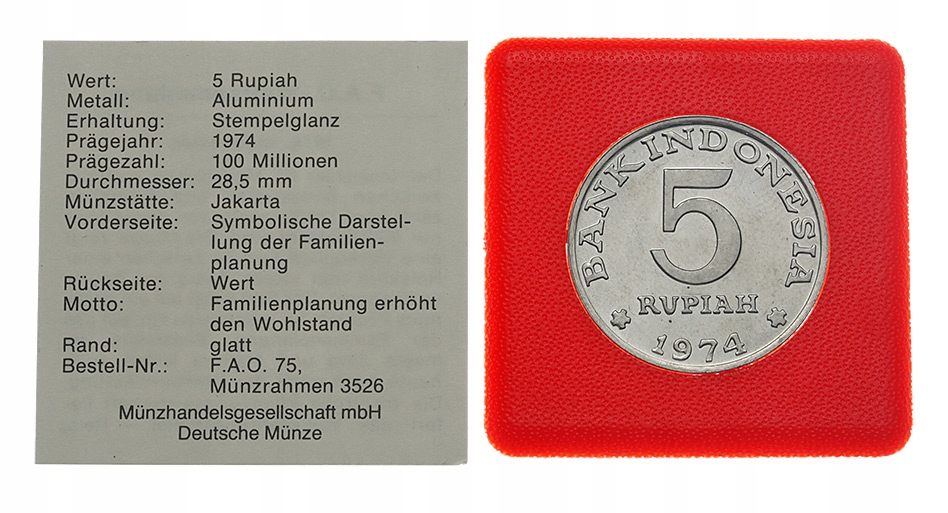 Wert: 5 Rupiah
Metall: Aluminium
Erhaltung: Stempelglanz
Prägejahr: 1974
Prägezahl: 100 Millionen
Durchmesser: 28,5 mm
Münzstätte: Jakarta
Vorderseite: Symbolische Darstel-
lung der Familien-
planung
Rückseite: Wert
Motto: Familienplanung erhöht
den Wohlstand
Rand: glatt
Bestell-Nr.: F.A.O. 75,
Münzrahmen 3526
Münzhandelsgesellschaft mbH
Deutsche Münze
BANK INDONESIA
5
RUPIAH
1974